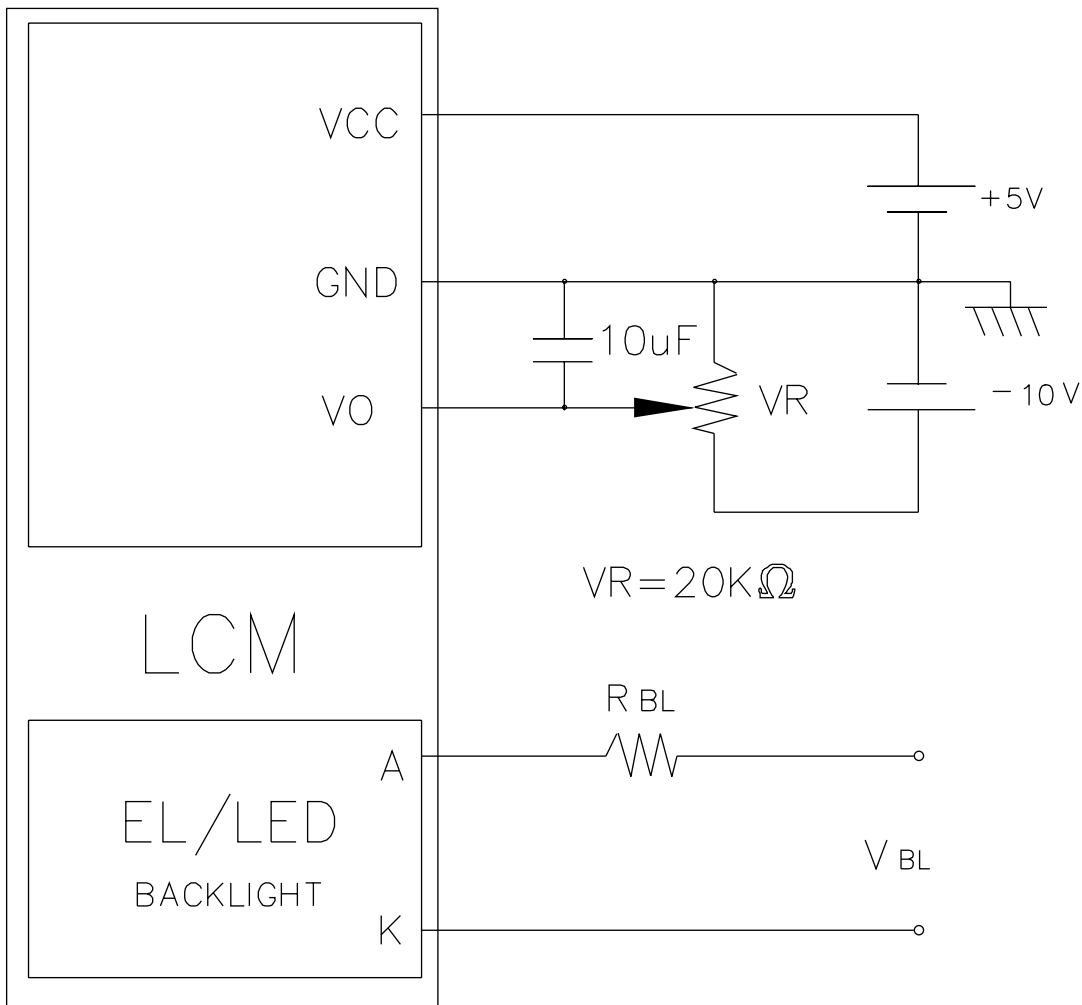 VCC
+5V
GND
10uF
VO
VR
-10V
VR=20KΩ
LCM
R BL
A
EL/LED
BACKLIGHT
V BL
K